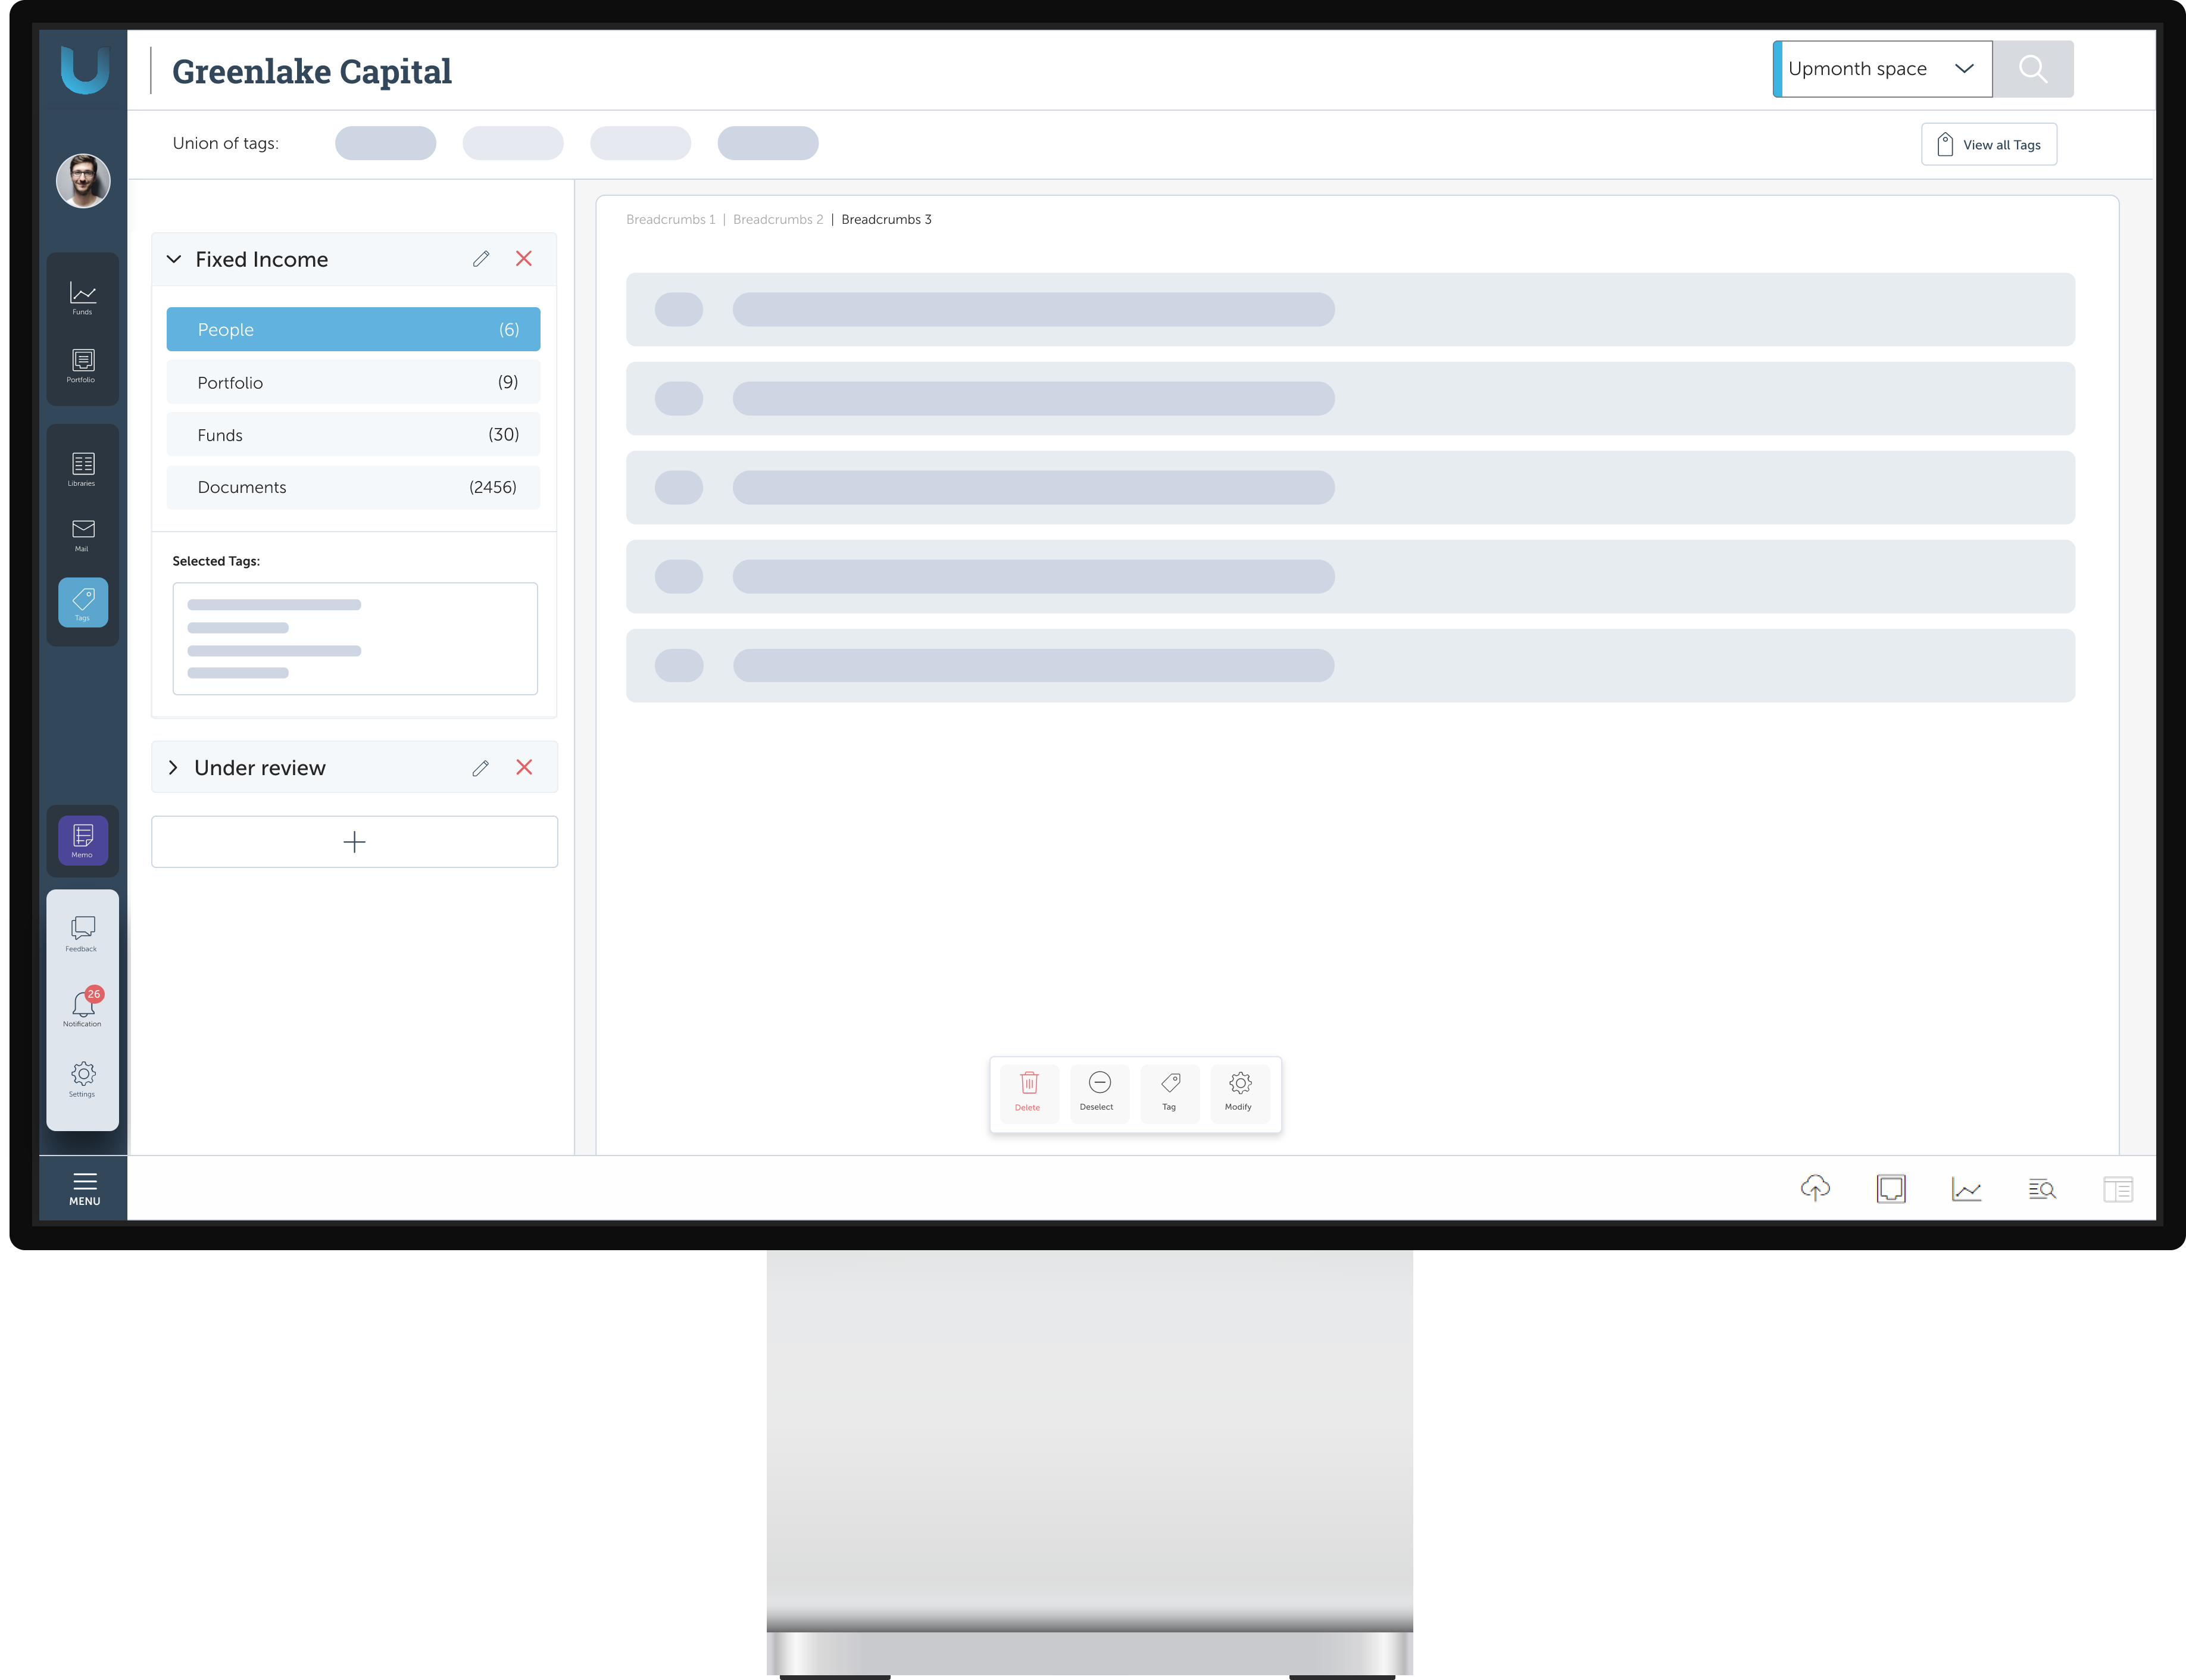 Greenlake Capital
Upmonth space
Union of tags:
View all Tags
Funds
Portfolio
Libraries
Mail
Tags
Memo
Feedback
26
Notification
Settings
MENU
Fixed Income
People (6)
Portfolio (9)
Funds (30)
Documents (2456)
Selected Tags:
Under review
Breadcrumbs 1 | Breadcrumbs 2 | Breadcrumbs 3
Delete
Deselect
Tag
Modify